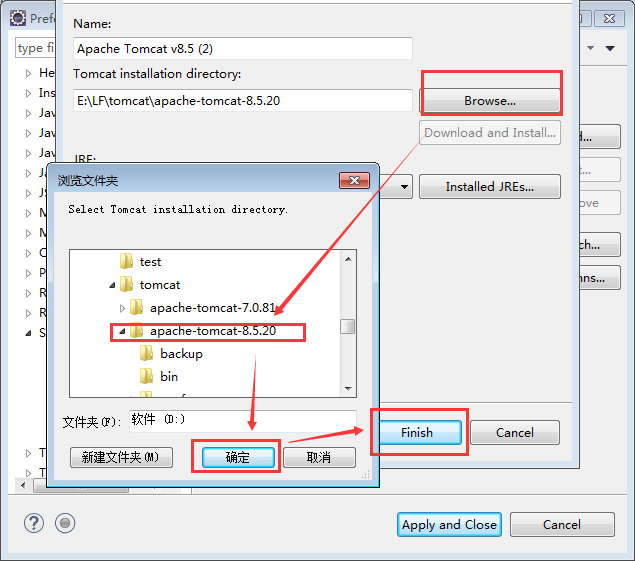 Prefe
type fi
Name:
Apache Tomcat v8.5 (2)
Tomcat installation directory:
E:\LF\tomcat\apache-tomcat-8.5.20
Browse...
Download and Install...
JRE:
Installed JREs...
He
Ins
Jav
Jav
Jav
Jav
JS
M
M
O
P
R
R
S
T
T
d...
t...
ove
ch...
ns...
浏览文件夹
Select Tomcat installation directory.
test
tomcat
apache-tomcat-7.0.81
apache-tomcat-8.5.20
backup
bin
文件夹(F):
软件 (D:)
新建文件夹(M)
确定
取消
Finish
Cancel
?
Apply and Close
Cancel